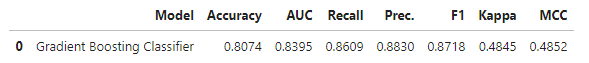 Model Accuracy AUC Recall Prec. F1 Kappa MCC
0 Gradient Boosting Classifier 0.8074 0.8395 0.8609 0.8830 0.8718 0.4845 0.4852